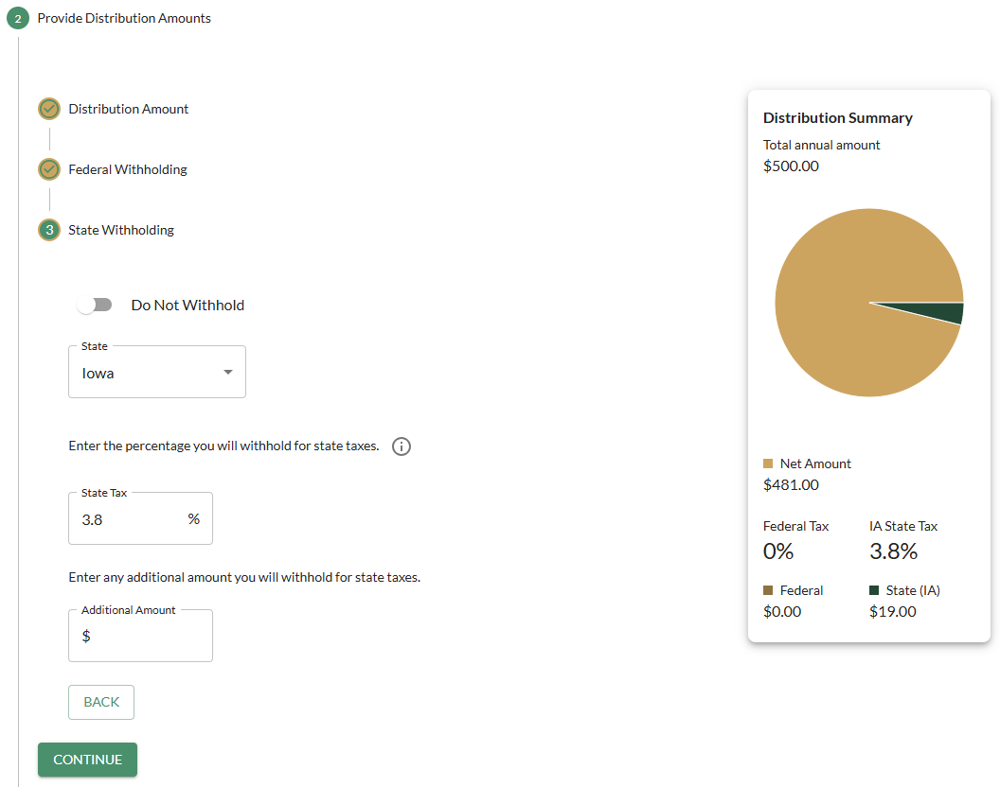 2 Provide Distribution Amounts
Distribution Amount
Federal Withholding
3 State Withholding
Do Not Withhold
State
Iowa
Enter the percentage you will withhold for state taxes.
State Tax
3.8 %
Enter any additional amount you will withhold for state taxes.
Additional Amount
$
BACK
CONTINUE
Distribution Summary
Total annual amount
$500.00
Net Amount
$481.00
Federal Tax IA State Tax
0% 3.8%
Federal State (IA)
$0.00 $19.00